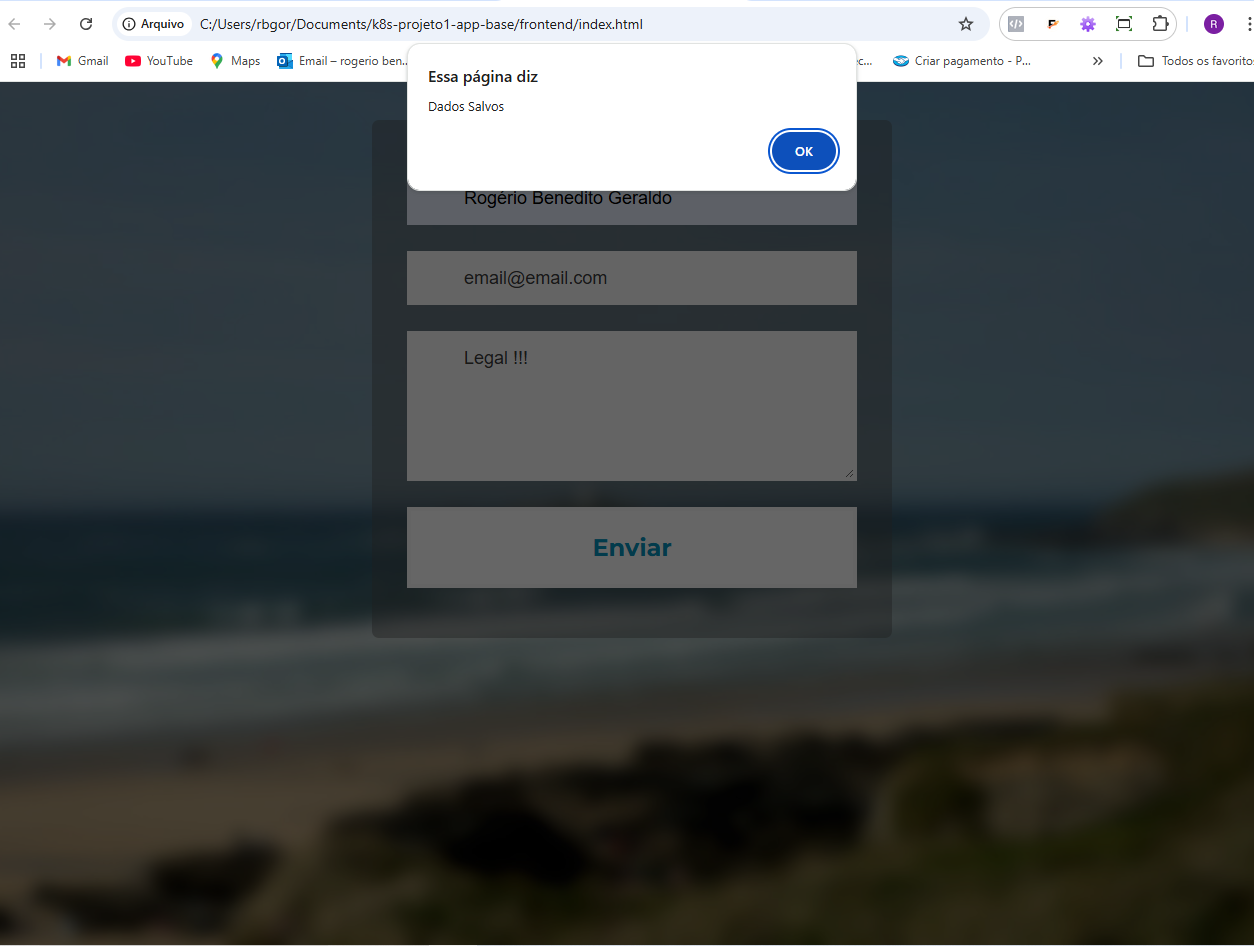 Arquivo C:/Users/rbgor/Documents/k8s-projeto1-app-base/frontend/index.html R
Gmail YouTube Maps Email – rogerio ben... ec... Criar pagamento - P... » Todos os favoritos
Essa página diz
Dados Salvos
OK
Rogério Benedito Geraldo
email@email.com
Legal !!!
Enviar